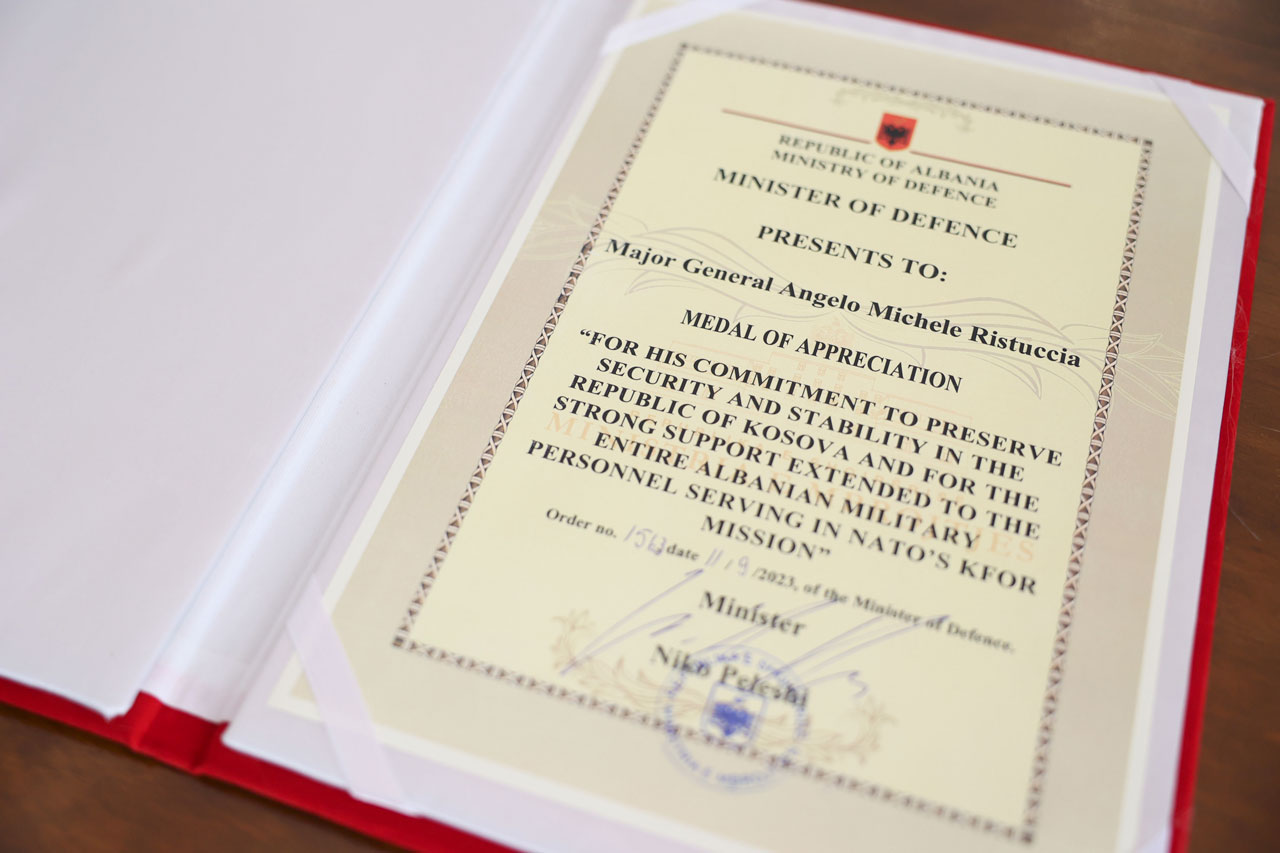 REPUBLIC OF ALBANIA
MINISTRY OF DEFENCE
MINISTER OF DEFENCE
PRESENTS TO:
Major General Angelo Michele Ristuccia
MEDAL OF APPRECIATION
“FOR HIS COMMITMENT TO PRESERVE
SECURITY AND STABILITY IN THE
REPUBLIC OF KOSOVA AND FOR THE
STRONG SUPPORT EXTENDED TO THE
ENTIRE ALBANIAN MILITARY
PERSONNEL SERVING IN NATO’S KFOR
MISSION”
Order no. date 11/9/2023, of the Minister of Defence.
Minister
Niko Peleshi